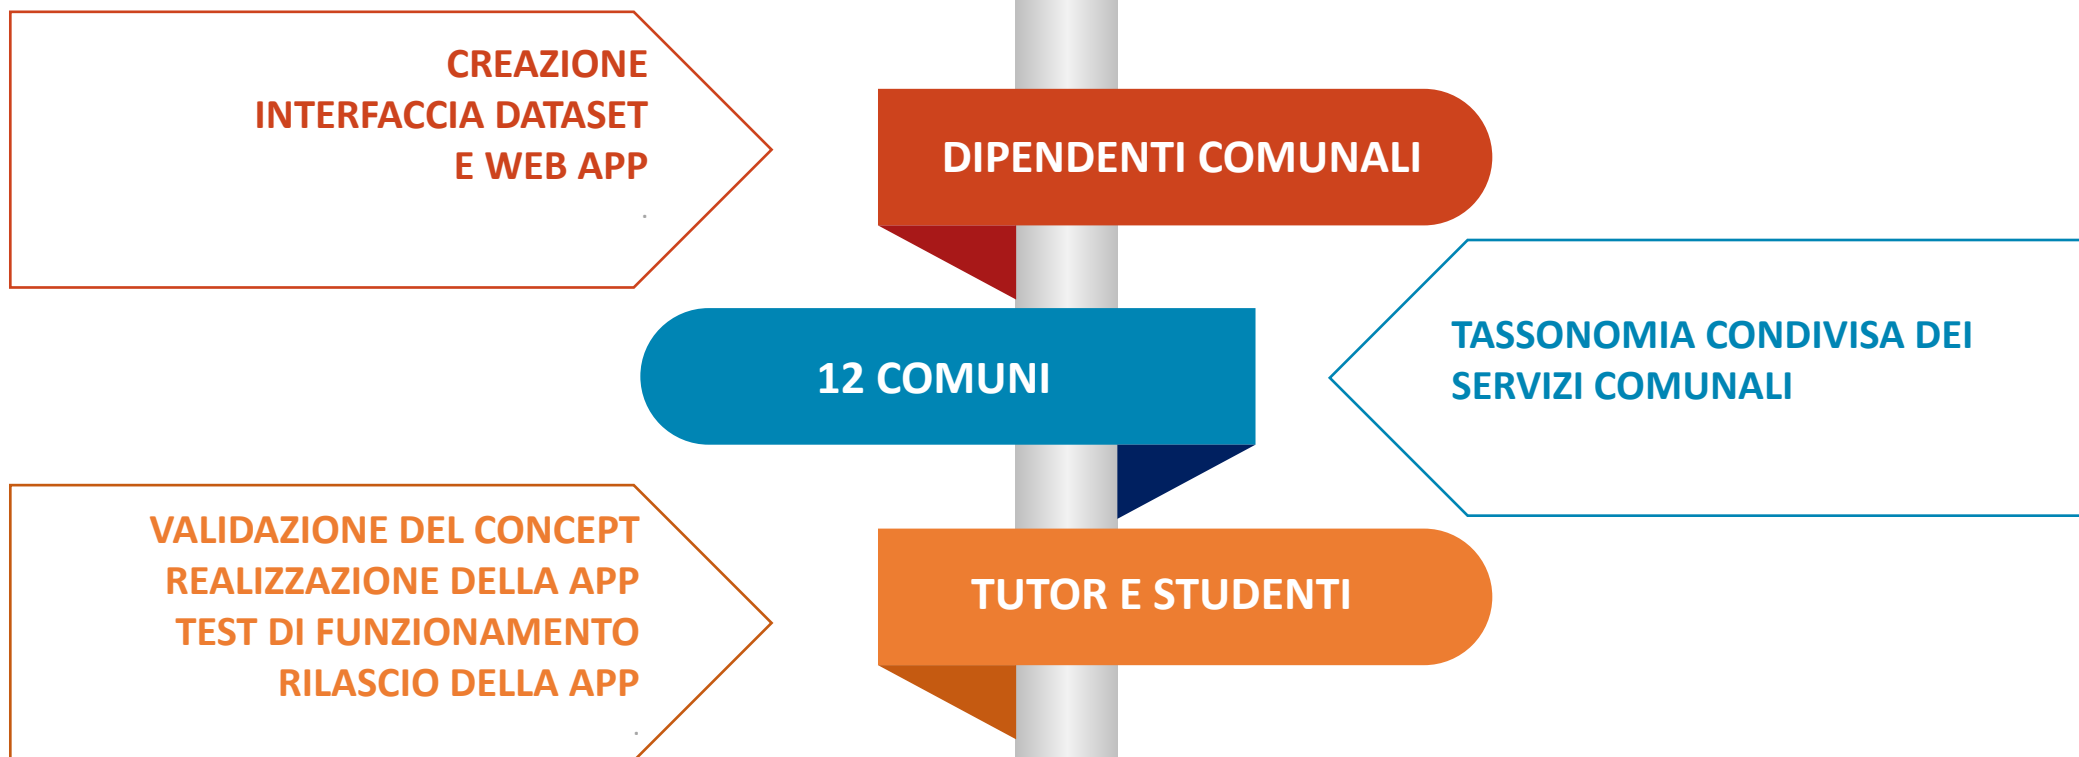 CREAZIONE
INTERFACCIA DATASET
E WEB APP
.
DIPENDENTI COMUNALI
12 COMUNI
TASSONOMIA CONDIVISA DEI
SERVIZI COMUNALI
VALIDAZIONE DEL CONCEPT
REALIZZAZIONE DELLA APP
TEST DI FUNZIONAMENTO
RILASCIO DELLA APP
.
TUTOR E STUDENTI